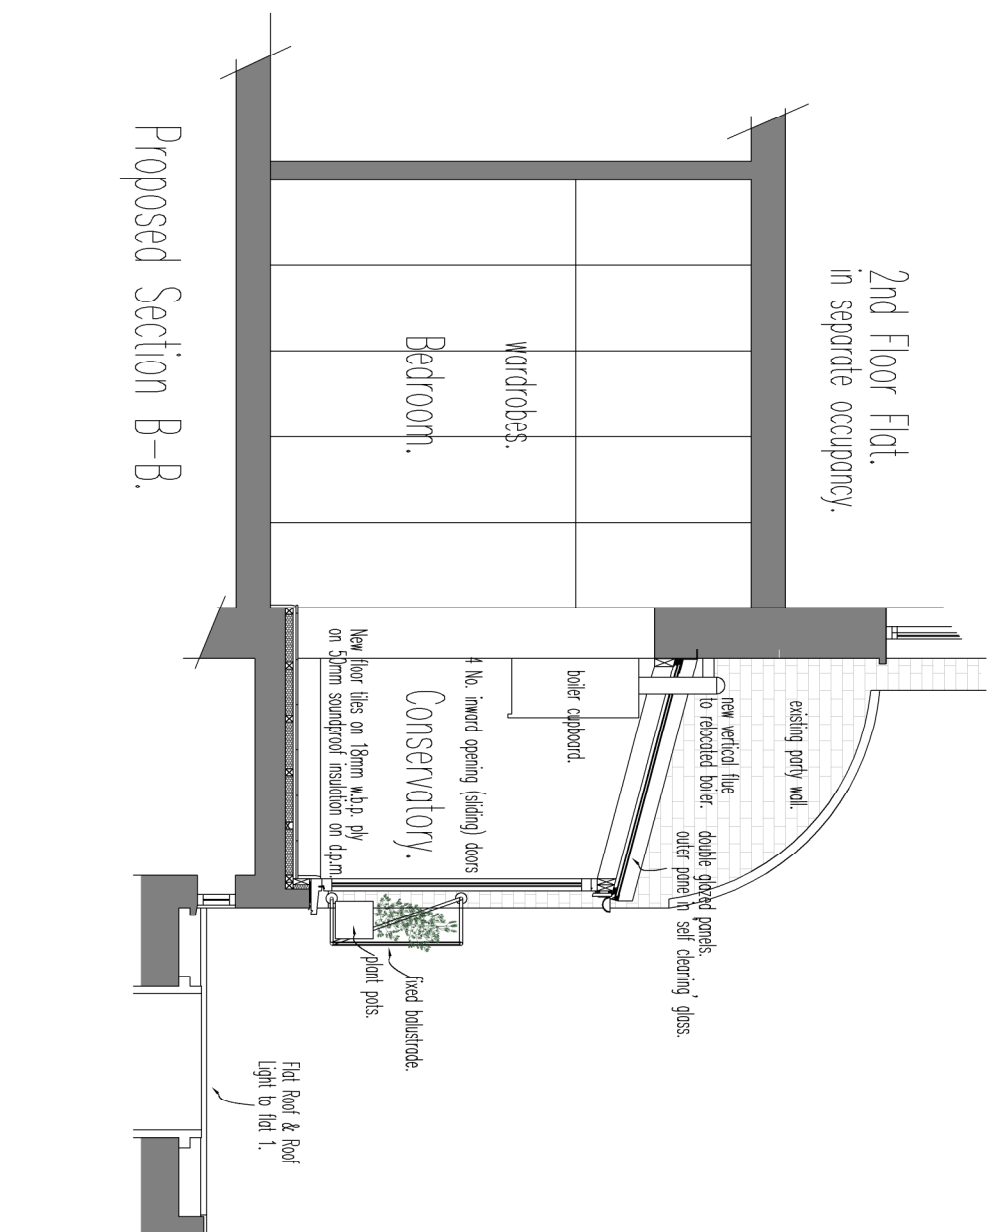 2nd Floor Flat.
in separate occupancy.
existing party wall.
new vertical flue
to relocated boier.
double glazed panels.
outer pane in 'self clearing' glass.
wardrobes.
boiler cupboard.
4 No. inward opening (sliding) doors
Bedroom.
Conservatory.
fixed balustrade.
plant pots.
New floor tiles on 18mm w.b.p. ply
on 50mm soundproof insulation on d.p.m.
Flat Roof & Roof
Light to flat 1.
Proposed Section B-B.